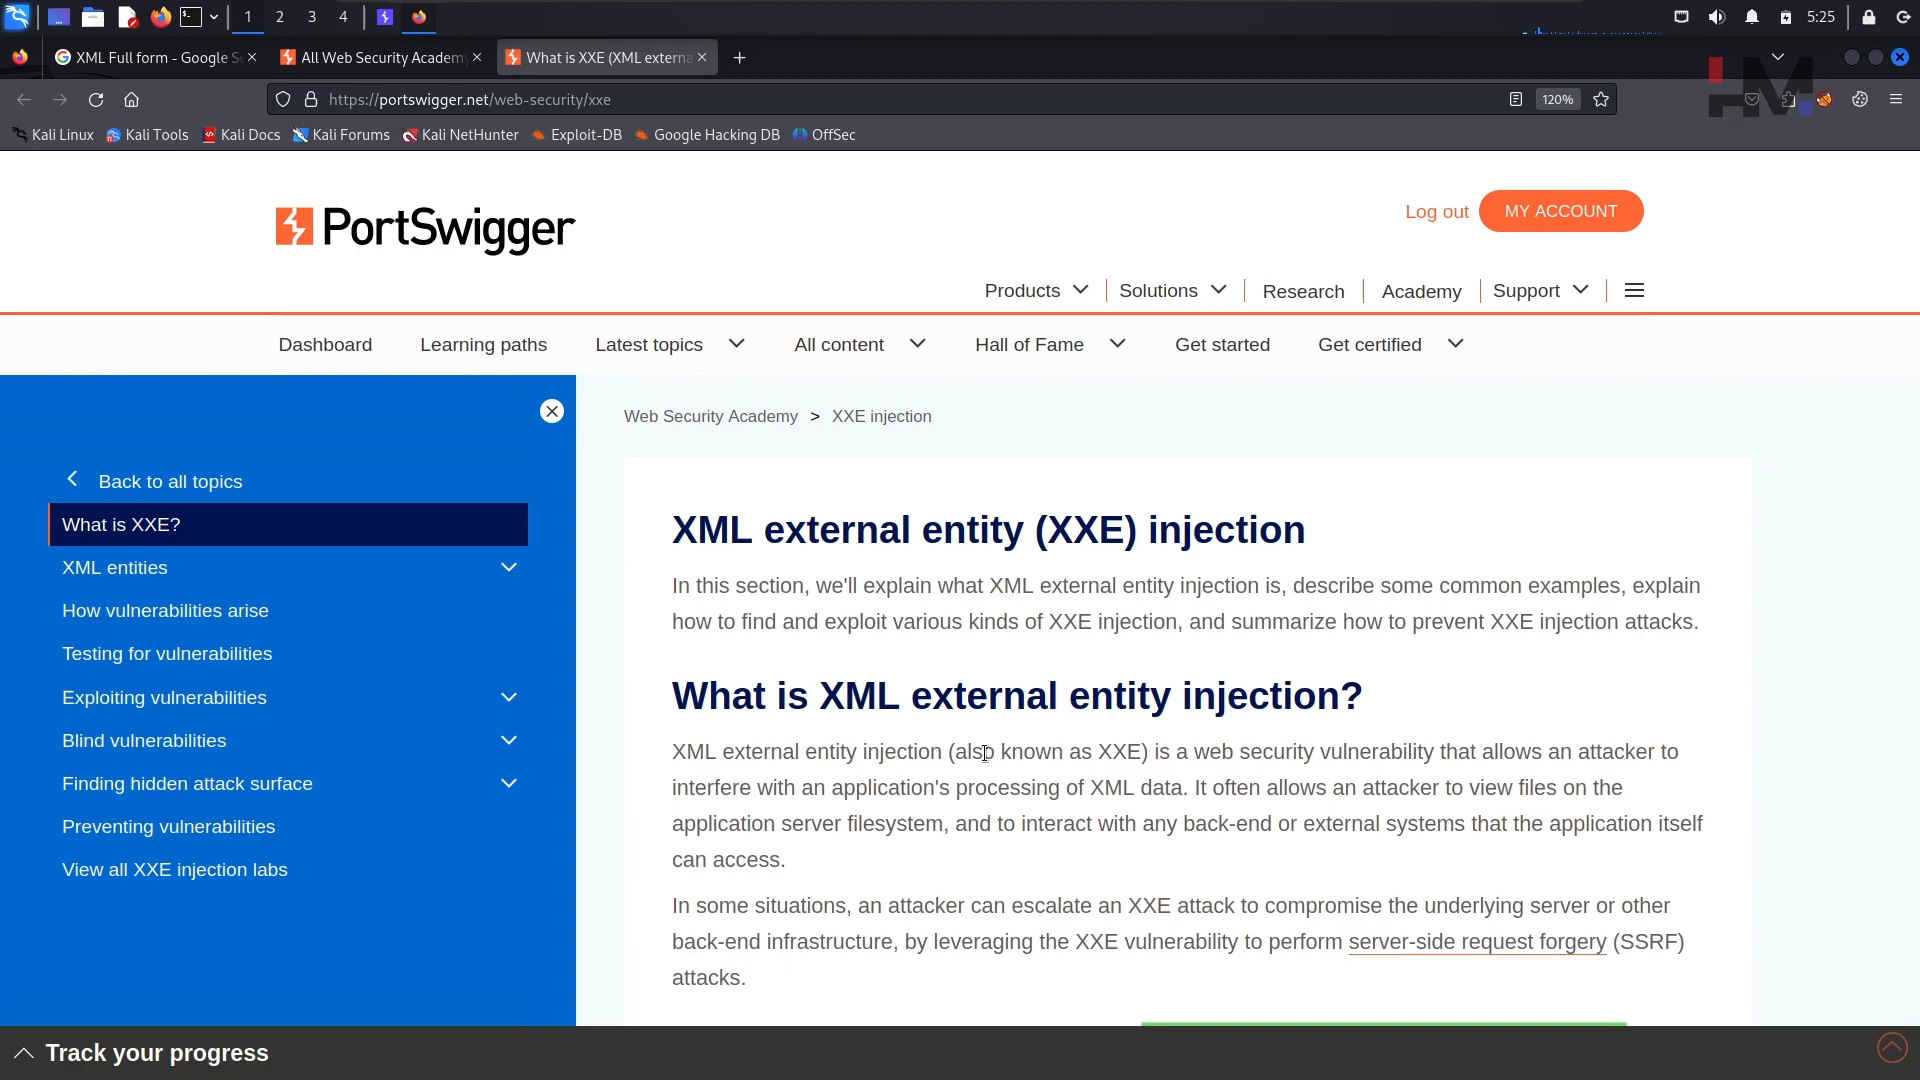 1 2 3 4 5:25
XML Full form - Google S
All Web Security Academy
What is XXE (XML externa
https://portswigger.net/web-security/xxe 120%
Kali Linux Kali Tools Kali Docs Kali Forums Kali NetHunter Exploit-DB Google Hacking DB OffSec
HM
PortSwigger
Log out MY ACCOUNT
Products Solutions Research Academy Support
Dashboard Learning paths Latest topics All content Hall of Fame Get started Get certified
Back to all topics
What is XXE?
XML entities
How vulnerabilities arise
Testing for vulnerabilities
Exploiting vulnerabilities
Blind vulnerabilities
Finding hidden attack surface
Preventing vulnerabilities
View all XXE injection labs
Web Security Academy > XXE injection
XML external entity (XXE) injection
In this section, we'll explain what XML external entity injection is, describe some common examples, explain
how to find and exploit various kinds of XXE injection, and summarize how to prevent XXE injection attacks.
What is XML external entity injection?
XML external entity injection (also known as XXE) is a web security vulnerability that allows an attacker to
interfere with an application's processing of XML data. It often allows an attacker to view files on the
application server filesystem, and to interact with any back-end or external systems that the application itself
can access.
In some situations, an attacker can escalate an XXE attack to compromise the underlying server or other
back-end infrastructure, by leveraging the XXE vulnerability to perform server-side request forgery (SSRF)
attacks.
Track your progress